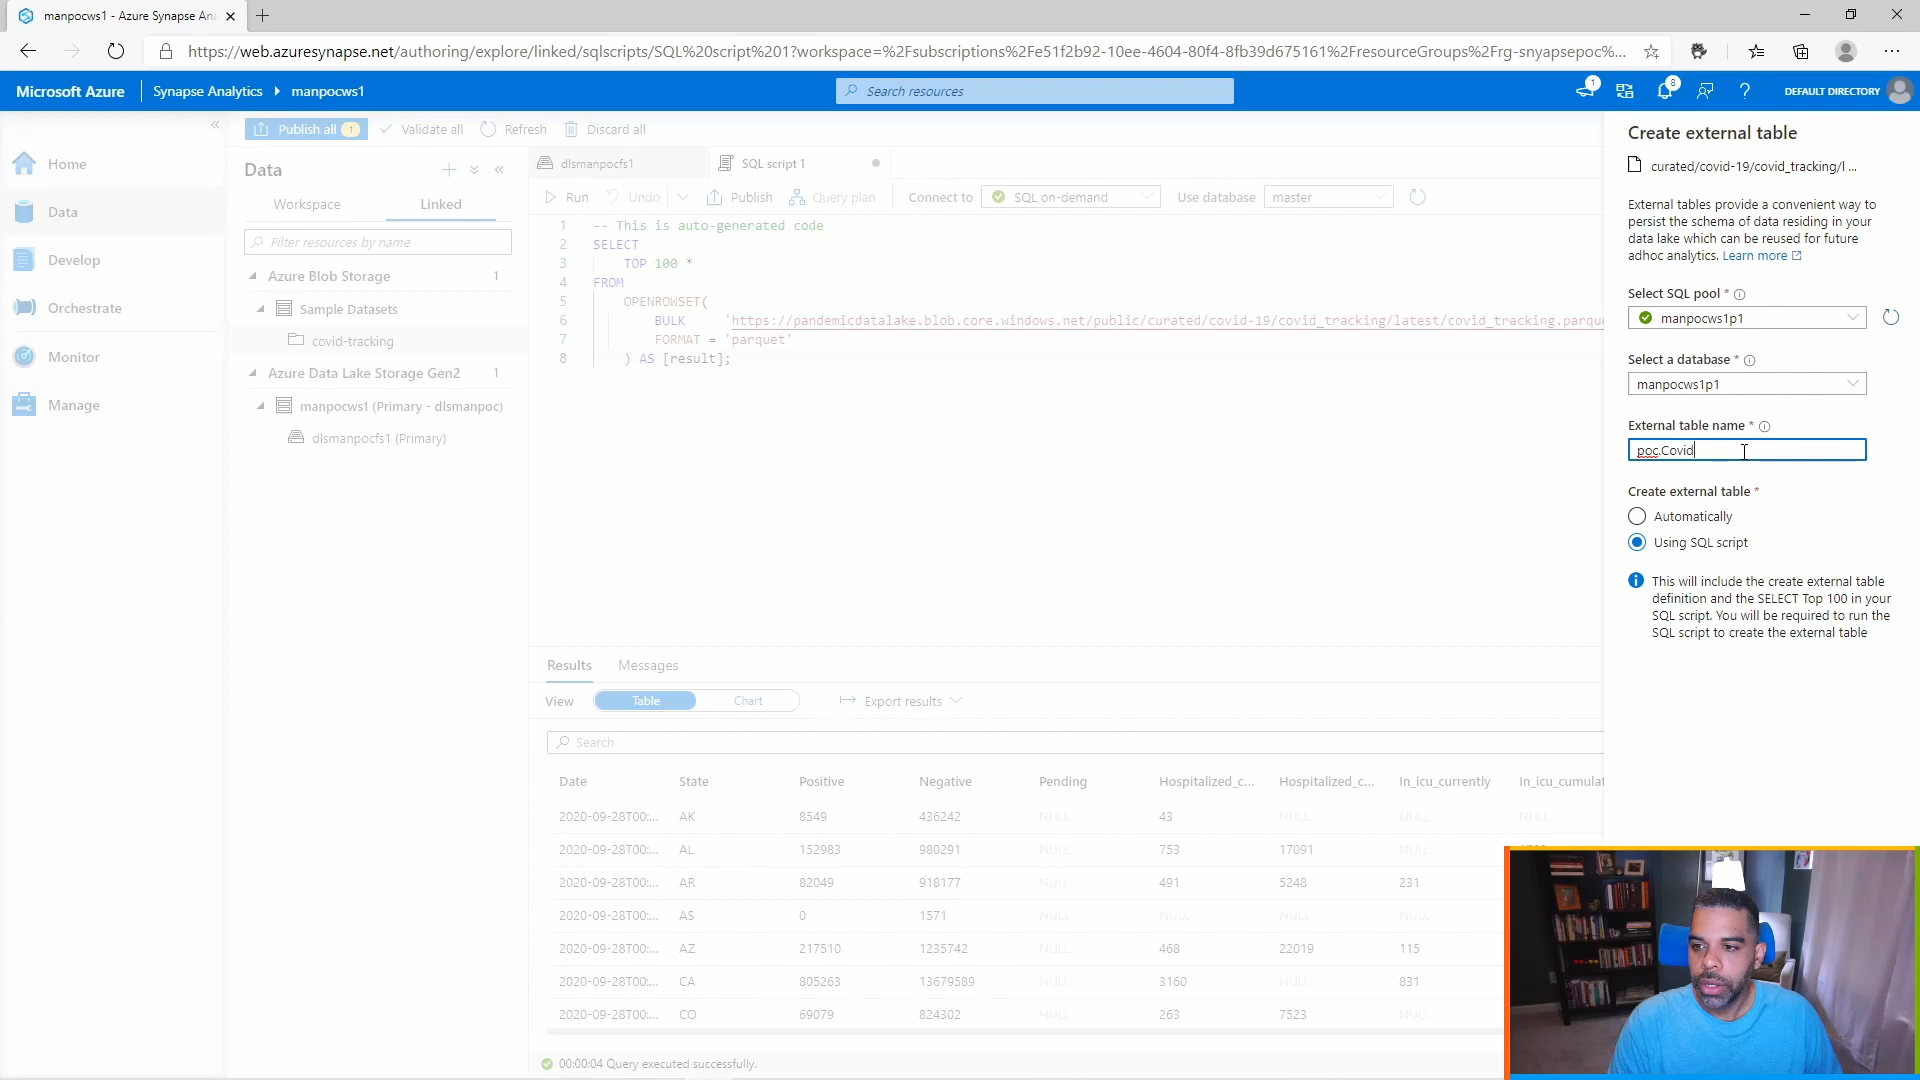 manpocws1 - Azure Synapse Ana
https://web.azuresynapse.net/authoring/explore/linked/sqlscripts/SQL%20script%201?workspace=%2Fsubscriptions%2Fe51f2b92-10ee-4604-80f4-8fb39d675161%2FresourceGroups%2Frg-snyapsepoc%...
Microsoft Azure
Synapse Analytics
manpocws1
Search resources
1
8
DEFAULT DIRECTORY
Home
Data
Develop
Orchestrate
Monitor
Manage
Publish all 1
Validate all
Refresh
Discard all
Data
Workspace
Linked
Filter resources by name
Azure Blob Storage 1
Sample Datasets
covid-tracking
Azure Data Lake Storage Gen2 1
manpocws1 (Primary - dlsmanpoc)
dlsmanpocfs1 (Primary)
dlsmanpocfs1
SQL script 1
Run
Undo
Publish
Query plan
Connect to
SQL on-demand
Use database
master
1 -- This is auto-generated code
2 SELECT
3 TOP 100 *
4 FROM
5 OPENROWSET(
6 BULK 'https://pandemicdatalake.blob.core.windows.net/public/curated/covid-19/covid_tracking/latest/covid_tracking.parque
7 FORMAT = 'parquet'
8 ) AS [result];
Results
Messages
View
Table
Chart
Export results
Search
Date State Positive Negative Pending Hospitalized_c... Hospitalized_c... In_icu_currently In_icu_cumulat
2020-09-28T00:... AK 8549 436242 NULL 43 NULL NULL NULL
2020-09-28T00:... AL 152983 980291 NULL 753 17091 NULL
2020-09-28T00:... AR 82049 918177 NULL 491 5248 231
2020-09-28T00:... AS 0 1571 NULL NULL NULL NULL
2020-09-28T00:... AZ 217510 1235742 NULL 468 22019 115
2020-09-28T00:... CA 805263 13679589 NULL 3160 NULL 831
2020-09-28T00:... CO 69079 824302 NULL 263 7523 NULL
00:00:04 Query executed successfully.
Create external table
curated/covid-19/covid_tracking/l ...
External tables provide a convenient way to
persist the schema of data residing in your
data lake which can be reused for future
adhoc analytics. Learn more
Select SQL pool *
manpocws1p1
Select a database *
manpocws1p1
External table name *
poc.Covid
Create external table *
Automatically
Using SQL script
This will include the create external table
definition and the SELECT Top 100 in your
SQL script. You will be required to run the
SQL script to create the external table